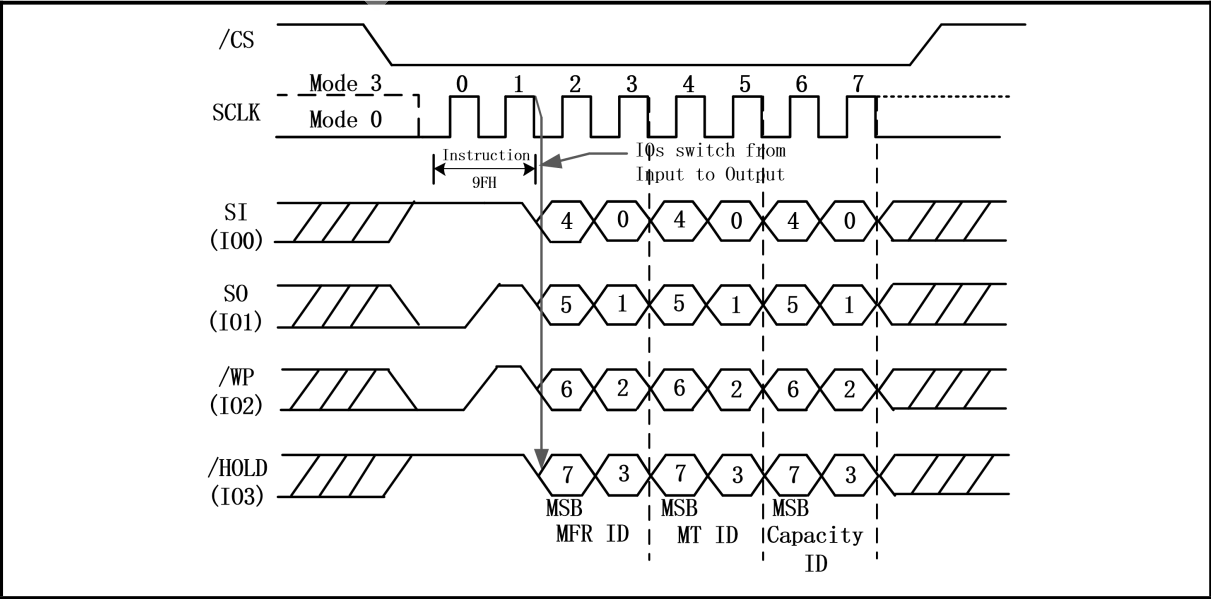 /CS
Mode 3
0 1 2 3 4 5 6 7
SCLK
Mode 0
Instruction
9FH
IOs switch from
Input to Output
SI
(IO0)
4 0 4 0 4 0
SO
(IO1)
5 1 5 1 5 1
/WP
(IO2)
6 2 6 2 6 2
/HOLD
(IO3)
7 3 7 3 7 3
MSB MSB MSB
MFR ID MT ID Capacity
ID